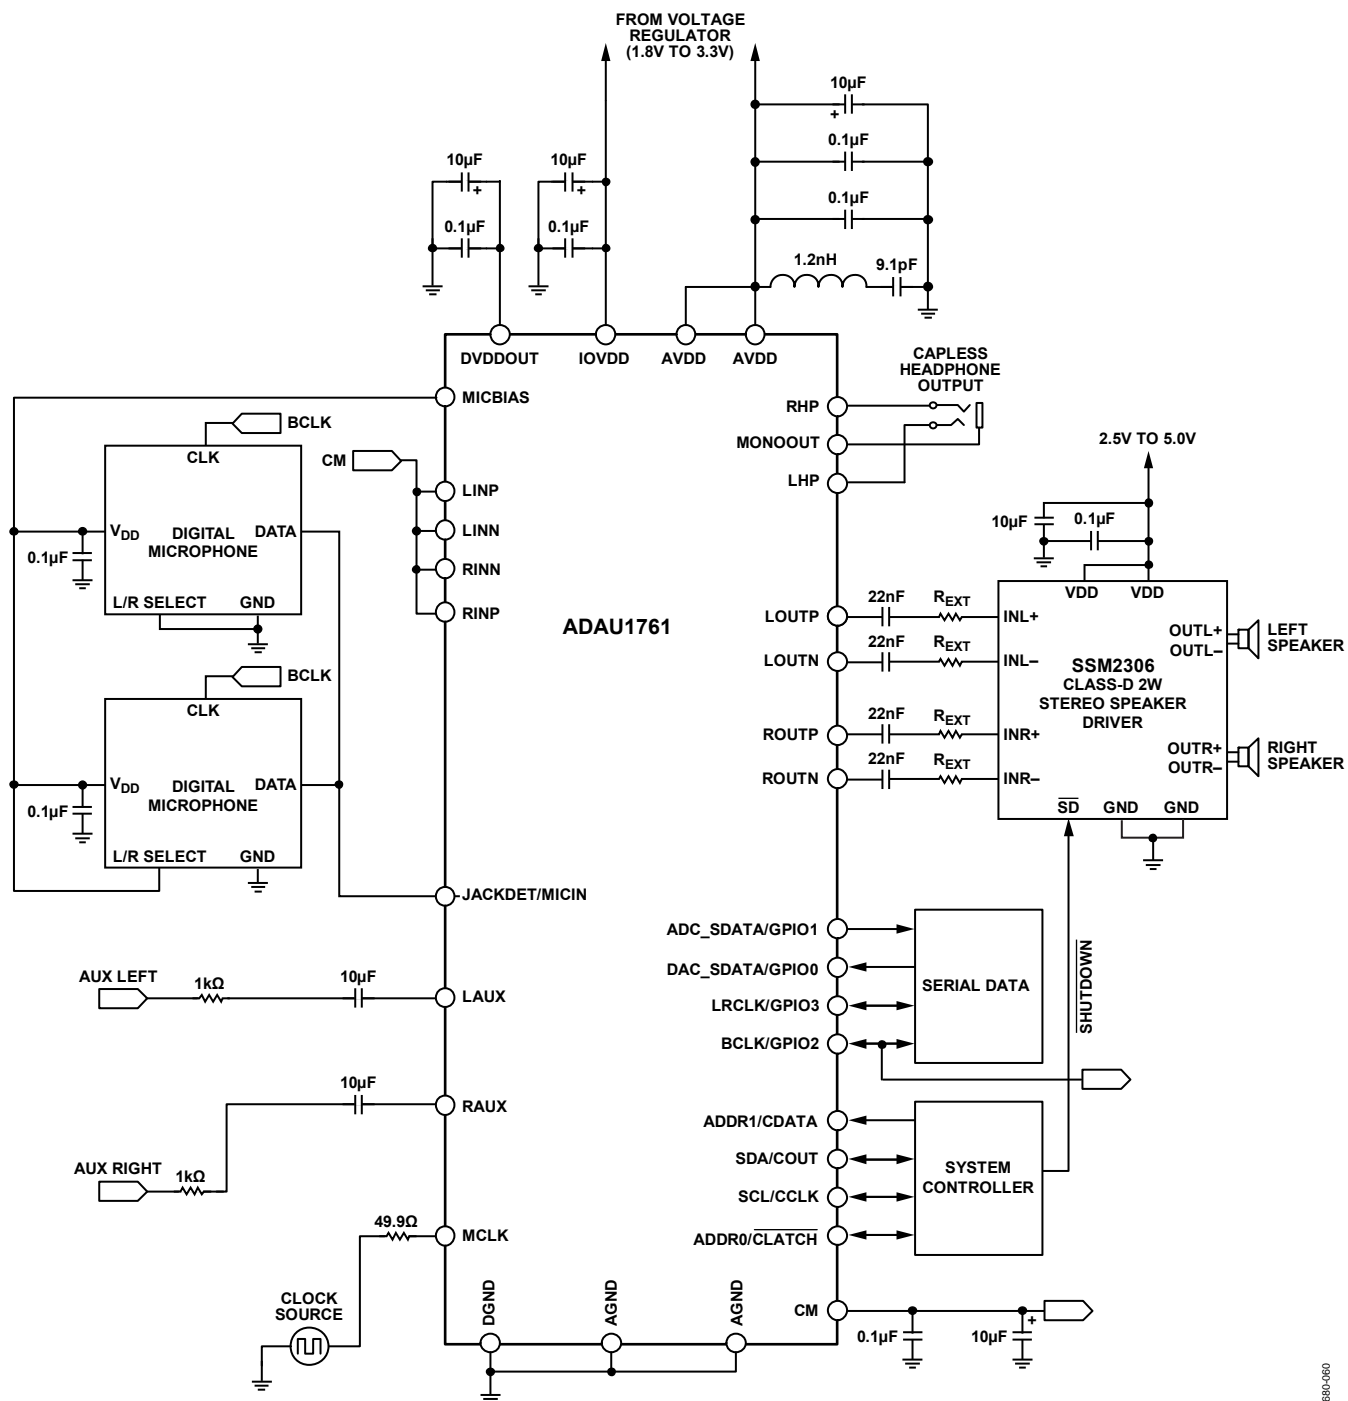 FROM VOLTAGE
REGULATOR
(1.8V TO 3.3V)
10µF
+
0.1µF
0.1µF
1.2nH
9.1pF
10µF
+
0.1µF
10µF
+
0.1µF
DVDDOUT
IOVDD
AVDD
AVDD
MICBIAS
BCLK
CLK
CM
LINP
LINN
RINN
RINP
VDD
DIGITAL
MICROPHONE
DATA
0.1µF
L/R SELECT
GND
BCLK
CLK
VDD
DIGITAL
MICROPHONE
DATA
0.1µF
L/R SELECT
GND
JACKDET/MICIN
AUX LEFT
1kΩ
10µF
LAUX
10µF
RAUX
AUX RIGHT
1kΩ
49.9Ω
MCLK
CLOCK
SOURCE
DGND
AGND
AGND
ADAU1761
CAPLESS
HEADPHONE
OUTPUT
RHP
MONOOUT
LHP
2.5V TO 5.0V
10µF
0.1µF
VDD
VDD
LOUTP
22nF
REXT
INL+
LOUTN
22nF
REXT
INL–
ROUTP
22nF
REXT
INR+
ROUTN
22nF
REXT
INR–
SSM2306
CLASS-D 2W
STEREO SPEAKER
DRIVER
OUTL+
OUTL–
LEFT
SPEAKER
OUTR+
OUTR–
RIGHT
SPEAKER
SD
GND
GND
SHUTDOWN
ADC_SDATA/GPIO1
DAC_SDATA/GPIO0
LRCLK/GPIO3
BCLK/GPIO2
SERIAL DATA
ADDR1/CDATA
SDA/COUT
SCL/CCLK
ADDR0/CLATCH
SYSTEM
CONTROLLER
CM
0.1µF
10µF
+
680-060